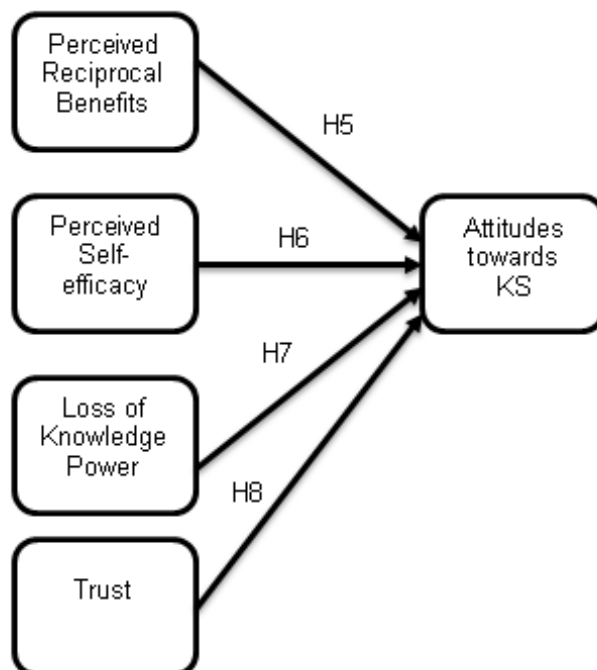 Perceived
Reciprocal
Benefits
H5
Perceived
Self-
efficacy
H6
Attitudes
towards
KS
H7
Loss of
Knowledge
Power
H8
Trust